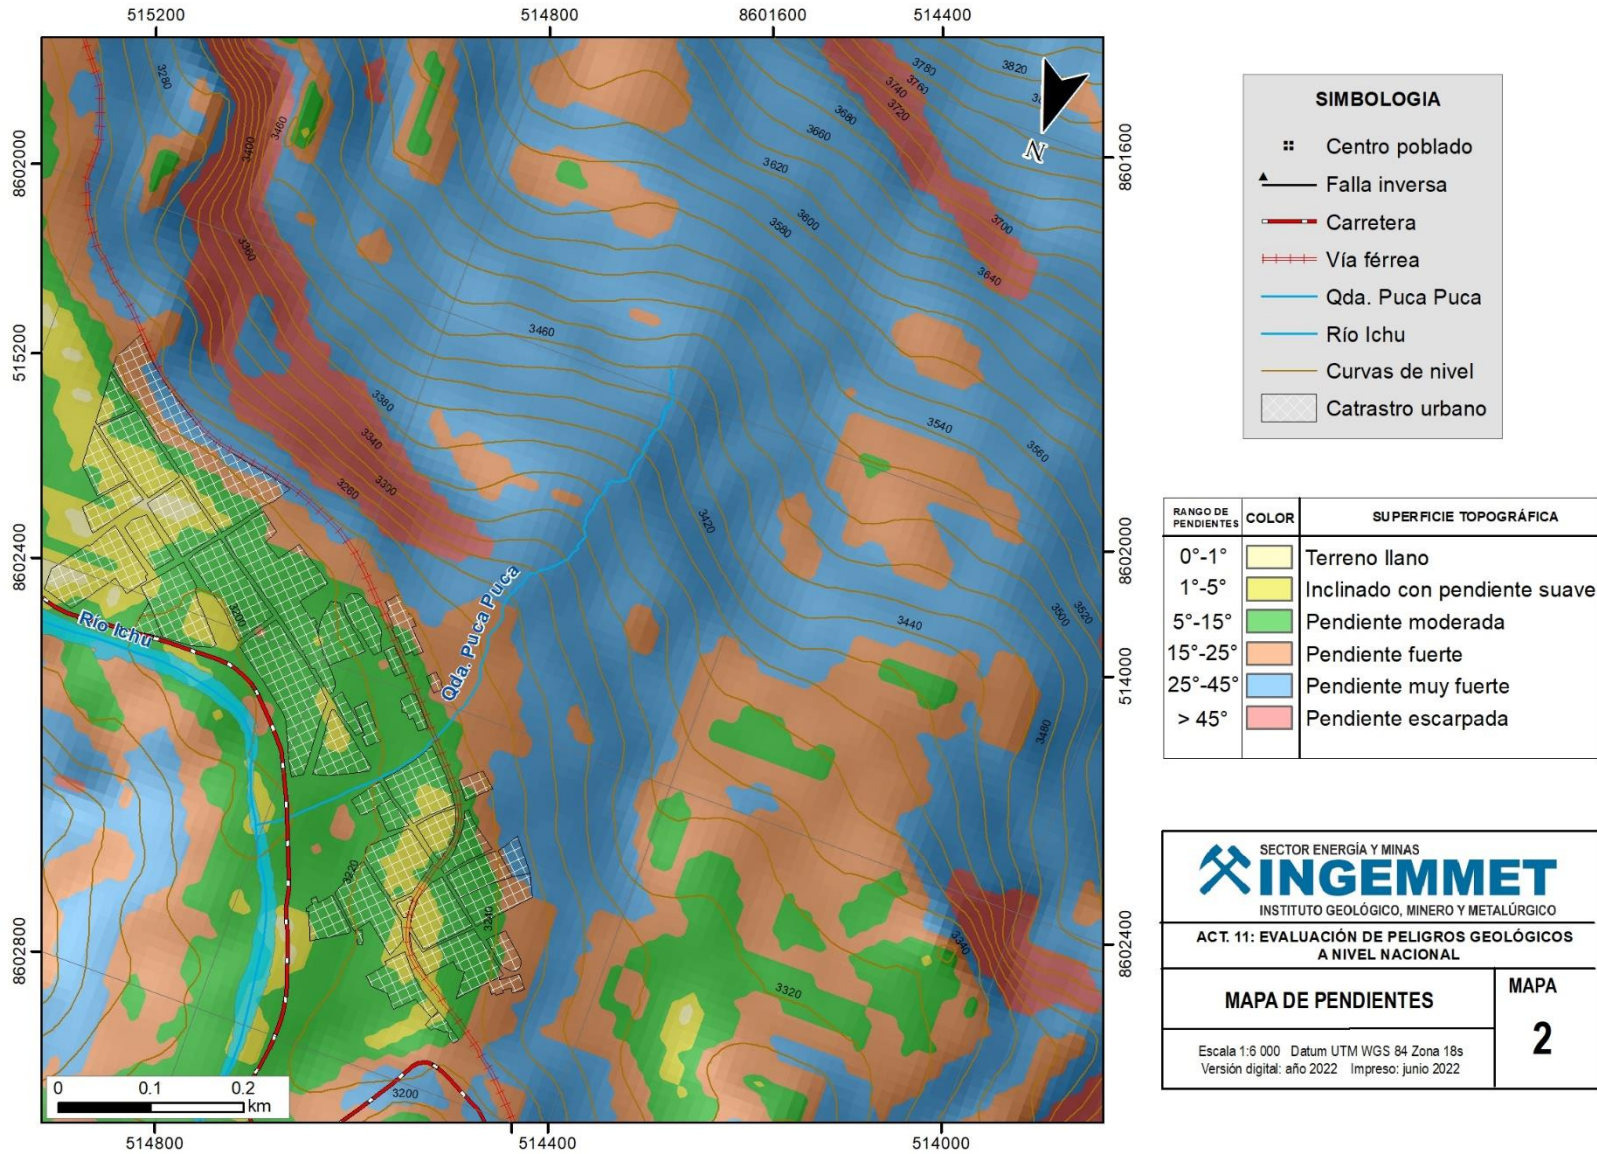 515200
514800
8601600
514400
8602000
515200
8602400
8602800
8601600
8602000
514000
8602400
514800
514400
514000
3280
3400
3460
3360
3780
3760
3740
3720
3820
3680
3660
3620
3600
3580
3700
3640
3460
3380
3340
3300
3260
3540
3560
3420
3440
3500
3520
3480
3200
3220
3240
3340
3320
3200
N
Río Ichu
Qda. Puca Puca
0 0.1 0.2
km
SIMBOLOGIA
Centro poblado
Falla inversa
Carretera
Vía férrea
Qda. Puca Puca
Río Ichu
Curvas de nivel
Catrastro urbano
RANGO DE PENDIENTES COLOR SUPERFICIE TOPOGRÁFICA
0°-1° Terreno llano
1°-5° Inclinado con pendiente suave
5°-15° Pendiente moderada
15°-25° Pendiente fuerte
25°-45° Pendiente muy fuerte
> 45° Pendiente escarpada
SECTOR ENERGÍA Y MINAS
INGEMMET
INSTITUTO GEOLÓGICO, MINERO Y METALÚRGICO
ACT. 11: EVALUACIÓN DE PELIGROS GEOLÓGICOS
A NIVEL NACIONAL
MAPA DE PENDIENTES
MAPA
2
Escala 1:6 000 Datum UTM WGS 84 Zona 18s
Versión digital: año 2022 Impreso: junio 2022